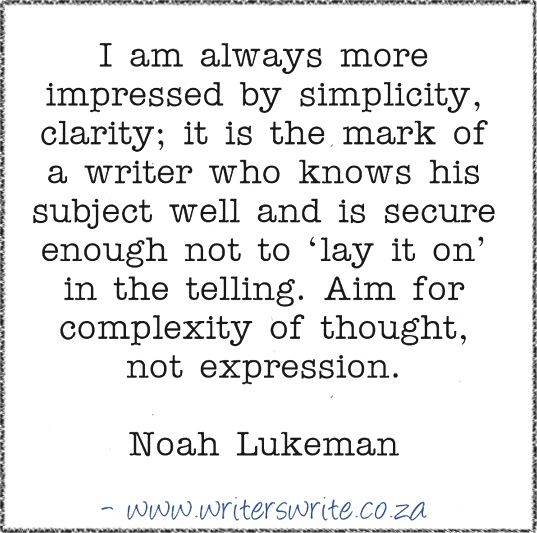 I am always more
impressed by simplicity,
clarity; it is the mark of
a writer who knows his
subject well and is secure
enough not to ‘lay it on’
in the telling. Aim for
complexity of thought,
not expression.
Noah Lukeman
- www.writerswrite.co.za